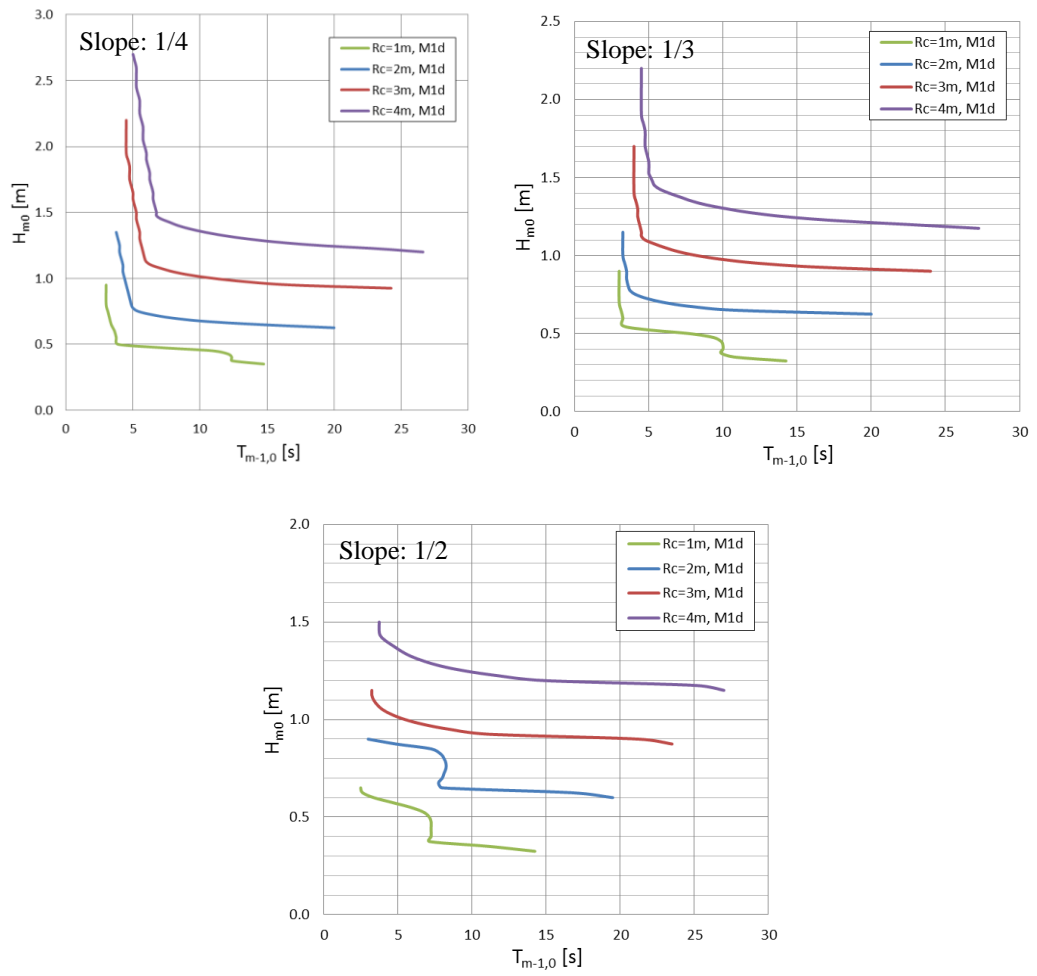 Slope: 1/4
Rc=1m, M1d
Rc=2m, M1d
Rc=3m, M1d
Rc=4m, M1d
3.0
2.5
2.0
1.5
1.0
0.5
0.0
Hm0 [m]
0 5 10 15 20 25 30
Tm-1,0 [s]
Slope: 1/3
Rc=1m, M1d
Rc=2m, M1d
Rc=3m, M1d
Rc=4m, M1d
2.5
2.0
1.5
1.0
0.5
0.0
Hm0 [m]
0 5 10 15 20 25 30
Tm-1,0 [s]
Slope: 1/2
Rc=1m, M1d
Rc=2m, M1d
Rc=3m, M1d
Rc=4m, M1d
2.0
1.5
1.0
0.5
0.0
Hm0 [m]
0 5 10 15 20 25 30
Tm-1,0 [s]